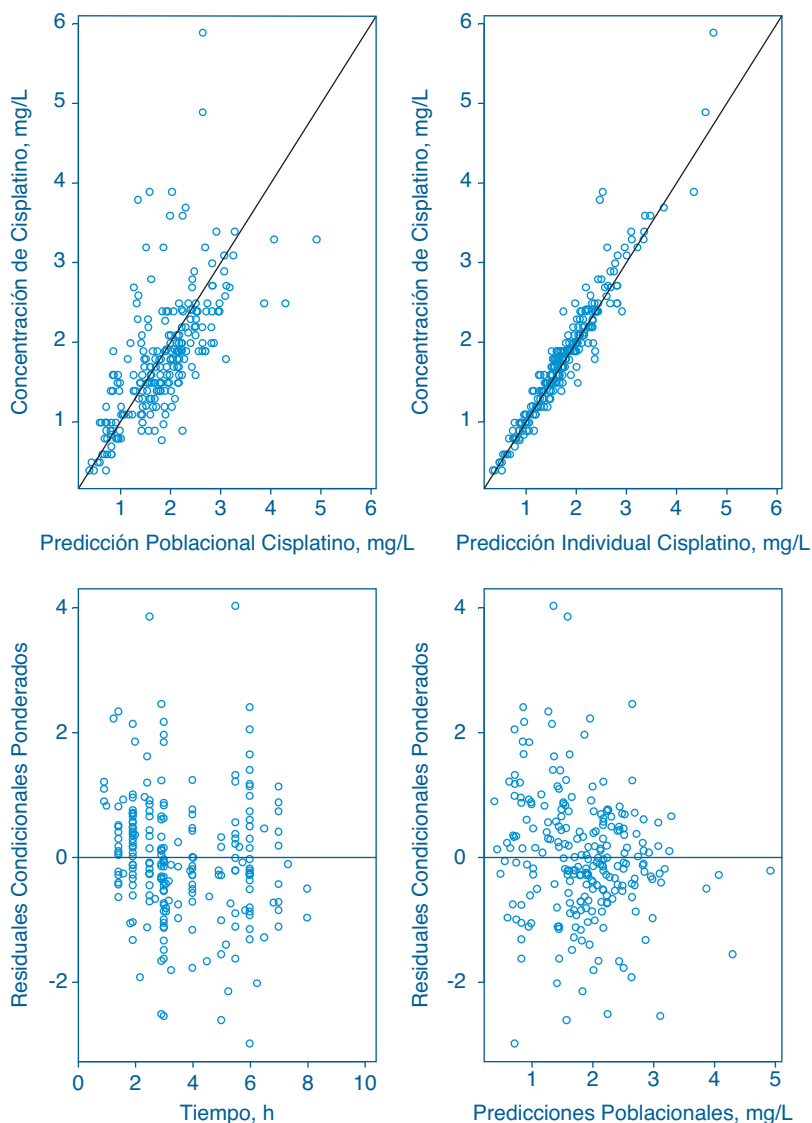 Concentración de Cisplatino, mg/L
6
5
4
3
2
1
1 2 3 4 5 6
Predicción Poblacional Cisplatino, mg/L
Concentración de Cisplatino, mg/L
6
5
4
3
2
1
1 2 3 4 5 6
Predicción Individual Cisplatino, mg/L
Residuales Condicionales Ponderados
4
2
0
-2
0 2 4 6 8 10
Tiempo, h
Residuales Condicionales Ponderados
4
2
0
-2
1 2 3 4 5
Predicciones Poblacionales, mg/L